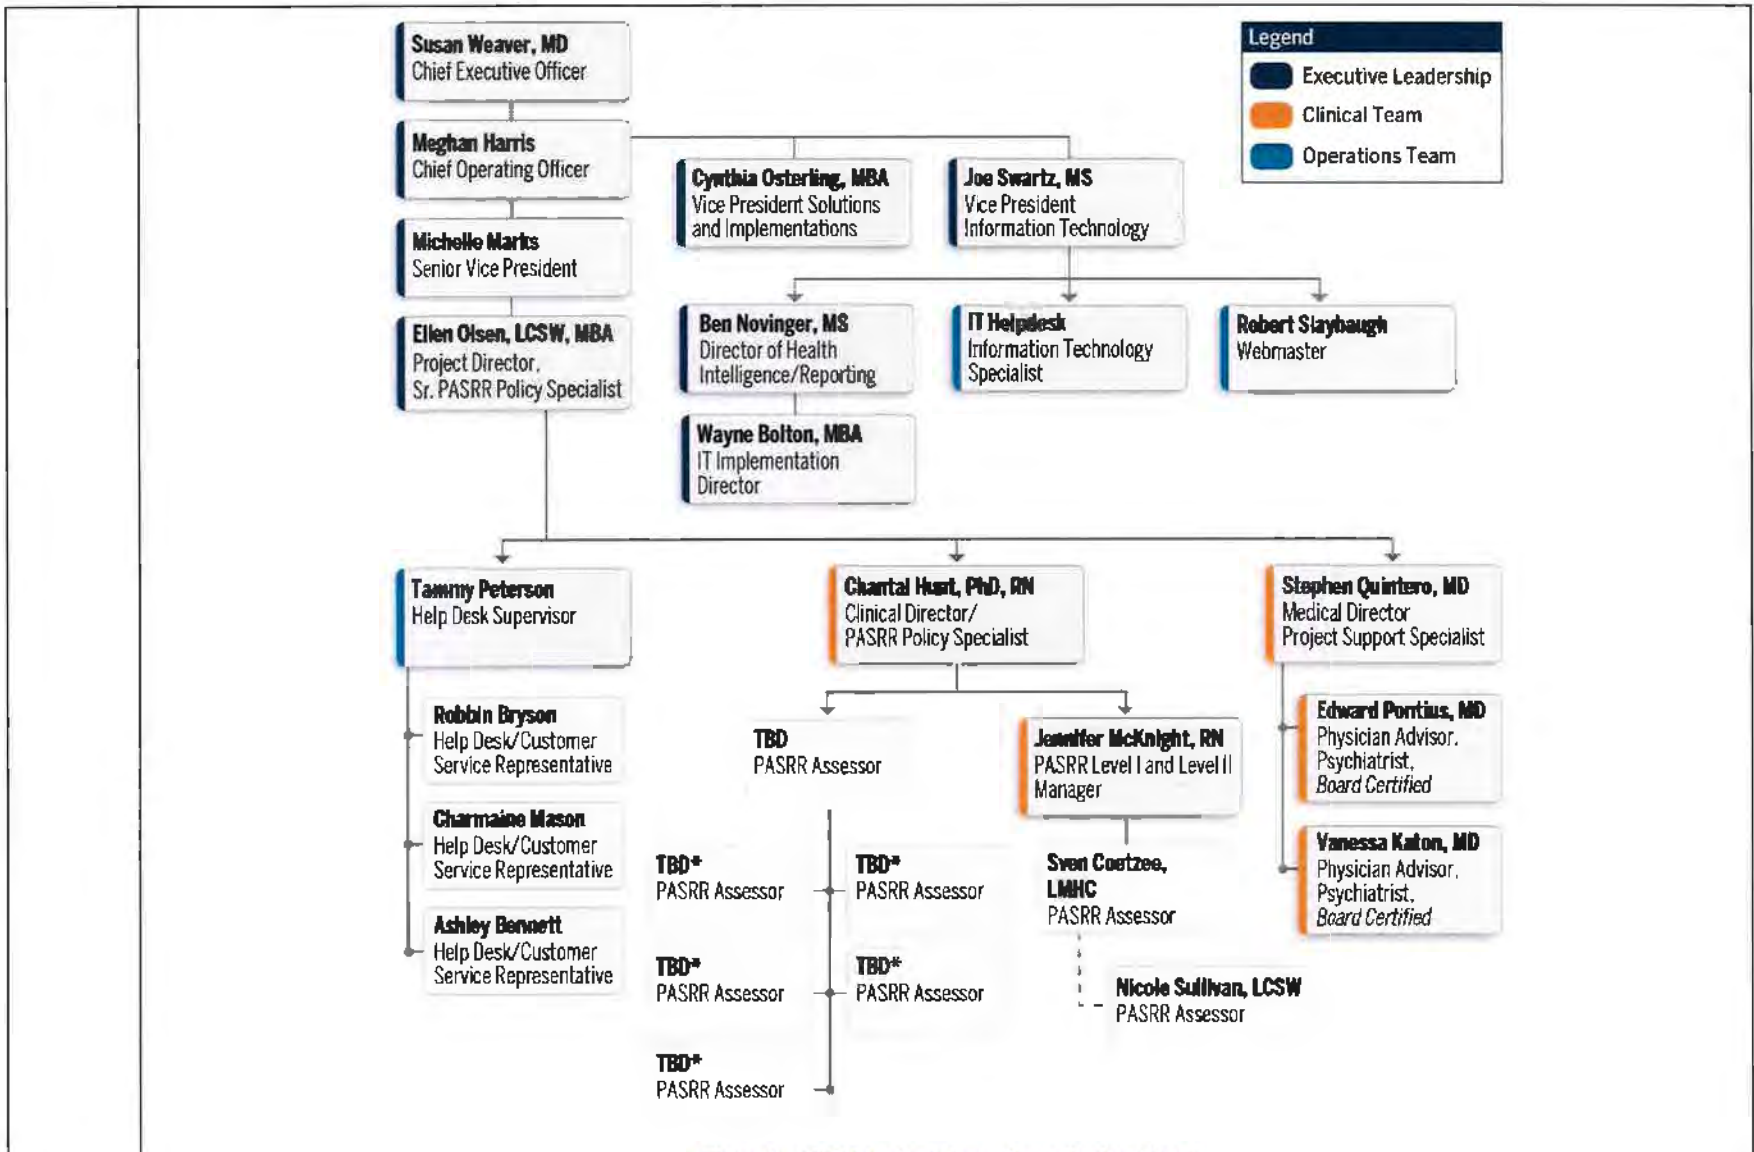 Susan Weaver, MD
Chief Executive Officer
Legend
Executive Leadership
Clinical Team
Operations Team
Meghan Harris
Chief Operating Officer
Cynthia Osterling, MBA
Vice President Solutions
and Implementations
Joe Swartz, MS
Vice President
Information Technology
Michelle Marks
Senior Vice President
Ellen Olsen, LCSW, MBA
Project Director,
Sr. PASRR Policy Specialist
Ben Novinger, MS
Director of Health
Intelligence/Reporting
IT Helpdesk
Information Technology
Specialist
Robert Slaybaugh
Webmaster
Wayne Bolton, MBA
IT Implementation
Director
Tammy Peterson
Help Desk Supervisor
Chantal Hunt, PhD, RN
Clinical Director/
PASRR Policy Specialist
Stephen Quintero, MD
Medical Director
Project Support Specialist
Robbin Bryson
Help Desk/Customer
Service Representative
Charmaine Mason
Help Desk/Customer
Service Representative
Ashley Bennett
Help Desk/Customer
Service Representative
TBD
PASRR Assessor
TBD*
PASRR Assessor
TBD*
PASRR Assessor
TBD*
PASRR Assessor
TBD*
PASRR Assessor
TBD*
PASRR Assessor
Jennifer McKnight, RN
PASRR Level I and Level II
Manager
Sven Coetzee,
LMHC
PASRR Assessor
Nicole Sullivan, LCSW
PASRR Assessor
Edward Pontius, MD
Physician Advisor,
Psychiatrist,
Board Certified
Vanessa Katon, MD
Physician Advisor,
Psychiatrist,
Board Certified